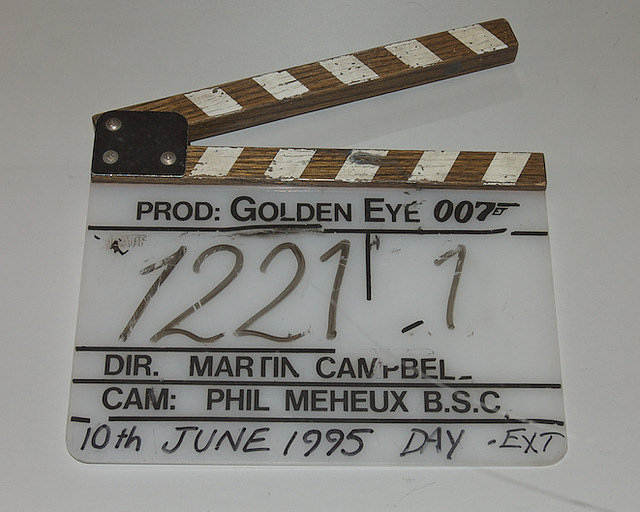 PROD: GOLDEN EYE 007
1221 1
DIR. MARTIN CAMPBELL
CAM: PHIL MEHEUX B.S.C.
10th JUNE 1995 DAY - EXT